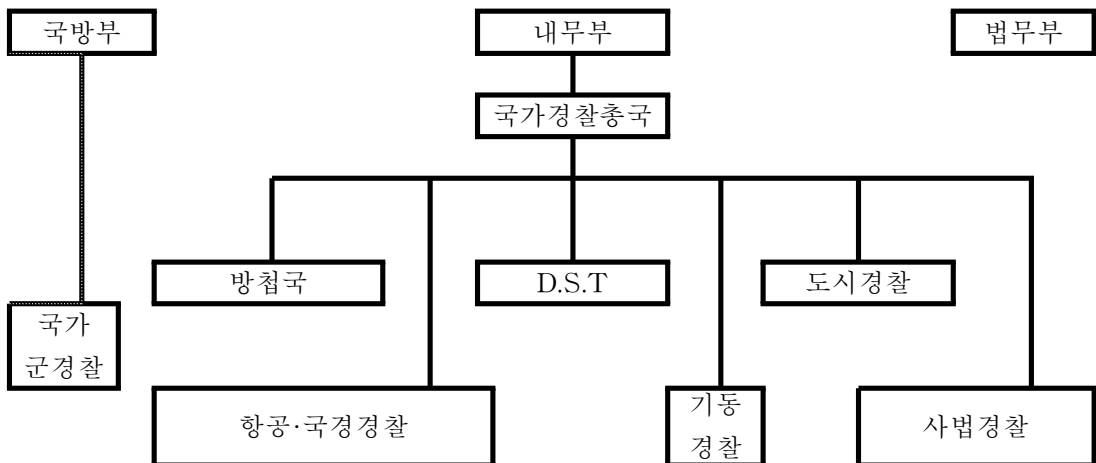 국방부
내무부
법무부
국가경찰총국
방첩국
D.S.T
도시경찰
국가
군경찰
항공·국경경찰
기동
경찰
사법경찰